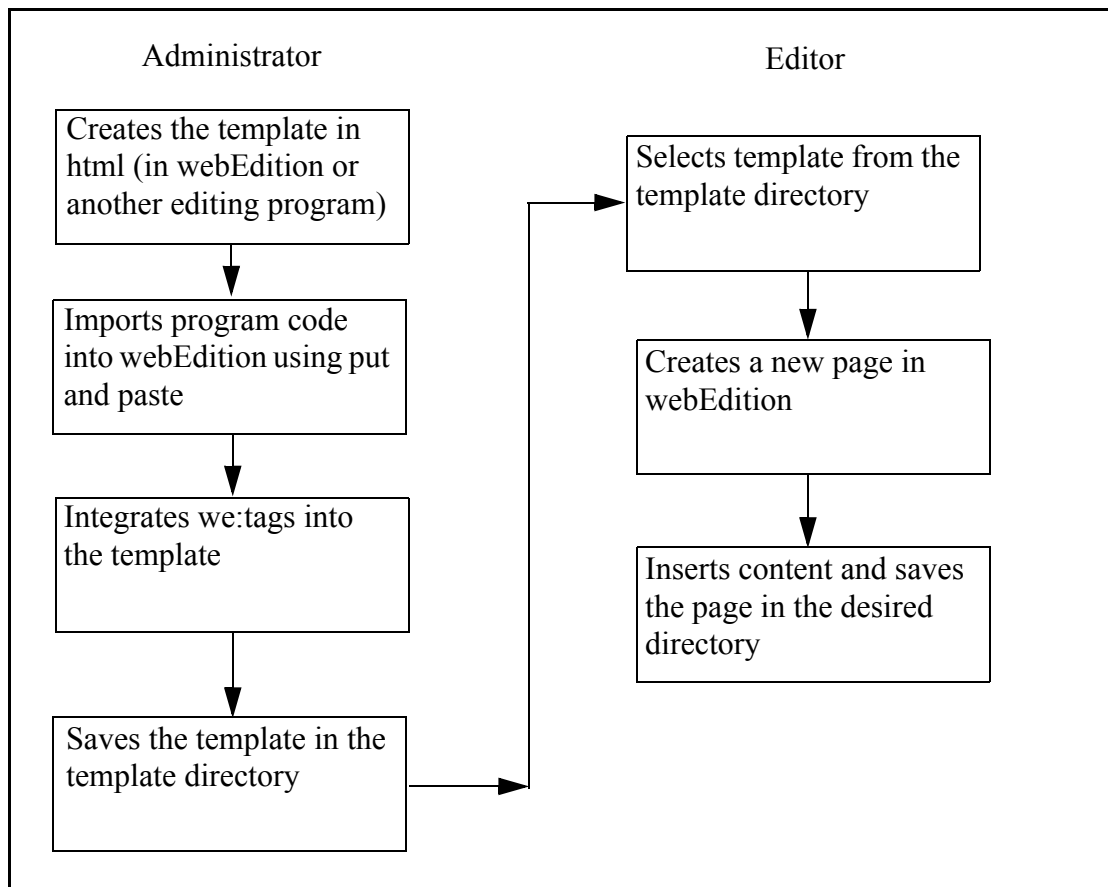 Administrator
Creates the template in
html (in webEdition or
another editing program)
Imports program code
into webEdition using put
and paste
Integrates we:tags into
the template
Saves the template in the
template directory
Editor
Selects template from the
template directory
Creates a new page in
webEdition
Inserts content and saves
the page in the desired
directory